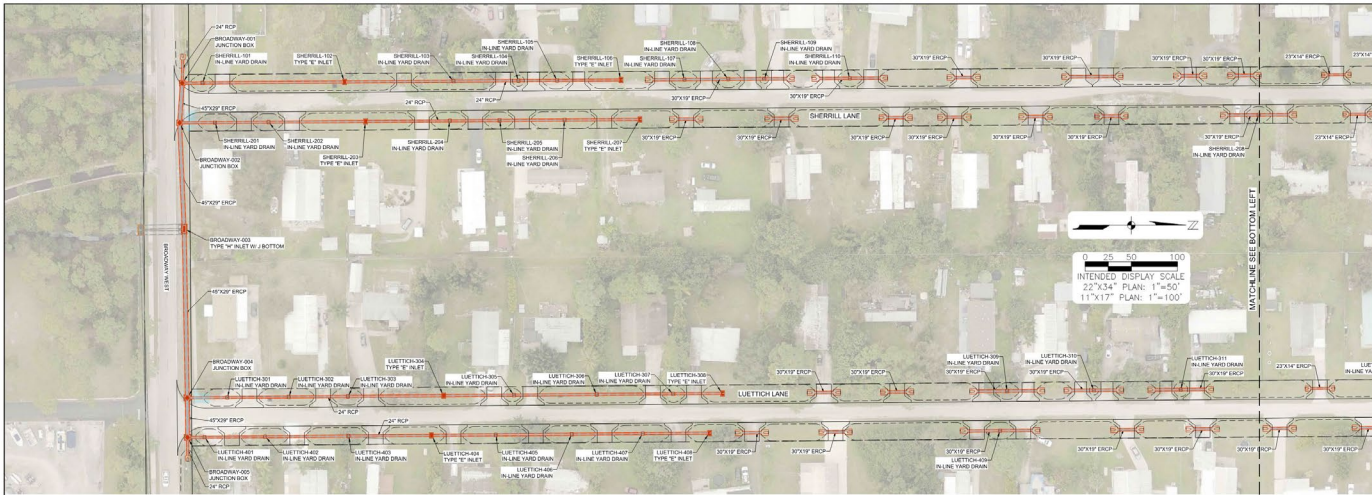 24" RCP
BROADWAY-001
JUNCTION BOX
SHERRILL-101
IN-LINE YARD DRAIN
SHERRILL-102
TYPE "E" INLET
SHERRILL-103
IN-LINE YARD DRAIN
SHERRILL-104
IN-LINE YARD DRAIN
SHERRILL-105
IN-LINE YARD DRAIN
SHERRILL-106
TYPE "E" INLET
SHERRILL-107
IN-LINE YARD DRAIN
SHERRILL-108
IN-LINE YARD DRAIN
SHERRILL-109
IN-LINE YARD DRAIN
SHERRILL-110
IN-LINE YARD DRAIN
30"X19" ERCP
30"X19" ERCP
30"X19" ERCP
30"X19" ERCP
23"X14" ERCP
23"X14"
45"X29" ERCP
24" RCP
24" RCP
30"X19" ERCP
30"X19" ERCP
SHERRILL LANE
SHERRILL-201
IN-LINE YARD DRAIN
SHERRILL-202
IN-LINE YARD DRAIN
SHERRILL-203
TYPE "E" INLET
SHERRILL-204
IN-LINE YARD DRAIN
SHERRILL-205
IN-LINE YARD DRAIN
SHERRILL-206
IN-LINE YARD DRAIN
SHERRILL-207
TYPE "E" INLET
30"X19" ERCP
30"X19" ERCP
30"X19" ERCP
30"X19" ERCP
30"X19" ERCP
30"X19" ERCP
30"X19" ERCP
SHERRILL-208
IN-LINE YARD DRAIN
23"X14" ERCP
BROADWAY-002
JUNCTION BOX
45"X29" ERCP
BROADWAY-003
TYPE "H" INLET W/ J BOTTOM
BROADWAY WEST
45"X29" ERCP
MATCHLINE SEE BOTTOM LEFT
Z
0 25 50 100
INTENDED DISPLAY SCALE
22"X34" PLAN: 1"=50'
11"X17" PLAN: 1"=100'
BROADWAY-004
JUNCTION BOX
LUETTICH-301
IN-LINE YARD DRAIN
LUETTICH-302
IN-LINE YARD DRAIN
LUETTICH-303
IN-LINE YARD DRAIN
LUETTICH-304
TYPE "E" INLET
LUETTICH-305
IN-LINE YARD DRAIN
LUETTICH-306
IN-LINE YARD DRAIN
LUETTICH-307
IN-LINE YARD DRAIN
LUETTICH-308
TYPE "E" INLET
30"X19" ERCP
30"X19" ERCP
LUETTICH-309
IN-LINE YARD DRAIN
30"X19" ERCP
LUETTICH-310
IN-LINE YARD DRAIN
30"X19" ERCP
LUETTICH-311
IN-LINE YARD DRAIN
30"X19" ERCP
23"X14" ERCP
24" RCP
LUETTICH LANE
45"X29" ERCP
24" RCP
LUETTICH-401
IN-LINE YARD DRAIN
LUETTICH-402
IN-LINE YARD DRAIN
LUETTICH-403
IN-LINE YARD DRAIN
LUETTICH-404
TYPE "E" INLET
LUETTICH-405
IN-LINE YARD DRAIN
LUETTICH-406
IN-LINE YARD DRAIN
LUETTICH-407
IN-LINE YARD DRAIN
LUETTICH-408
TYPE "E" INLET
30"X19" ERCP
30"X19" ERCP
30"X19" ERCP
LUETTICH-409
IN-LINE YARD DRAIN
30"X19" ERCP
30"X19" ERCP
30"X19" ERCP
30"X19" ERCP
BROADWAY-005
JUNCTION BOX
24" RCP